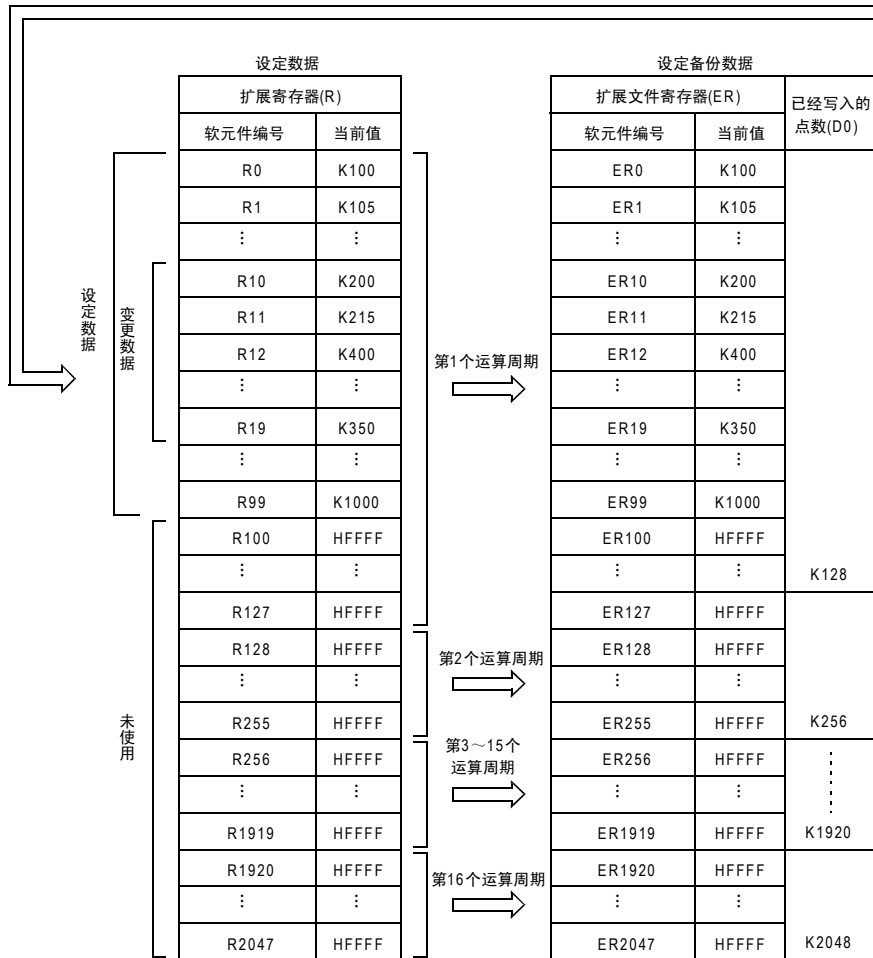 设定数据 设定备份数据
扩展寄存器(R) 扩展文件寄存器(ER) 已经写入的
点数(D0)
软元件编号 当前值 软元件编号 当前值
R0 K100 ER0 K100
R1 K105 ER1 K105
⋮ ⋮ ⋮ ⋮
R10 K200 ER10 K200
R11 K215 ER11 K215
R12 K400 ER12 K400
⋮ ⋮ ⋮ ⋮
R19 K350 ER19 K350
⋮ ⋮ ⋮ ⋮
R99 K1000 ER99 K1000
R100 HFFFF ER100 HFFFF
⋮ ⋮ ⋮ ⋮ K128
R127 HFFFF ER127 HFFFF
R128 HFFFF ER128 HFFFF
⋮ ⋮ ⋮ ⋮
R255 HFFFF ER255 HFFFF K256
R256 HFFFF ER256 HFFFF
⋮ ⋮ ⋮ ⋮
R1919 HFFFF ER1919 HFFFF K1920
R1920 HFFFF ER1920 HFFFF
⋮ ⋮ ⋮ ⋮
R2047 HFFFF ER2047 HFFFF K2048
设定数据
变更数据
未使用
第1个运算周期
第2个运算周期
第3～15个
运算周期
第16个运算周期